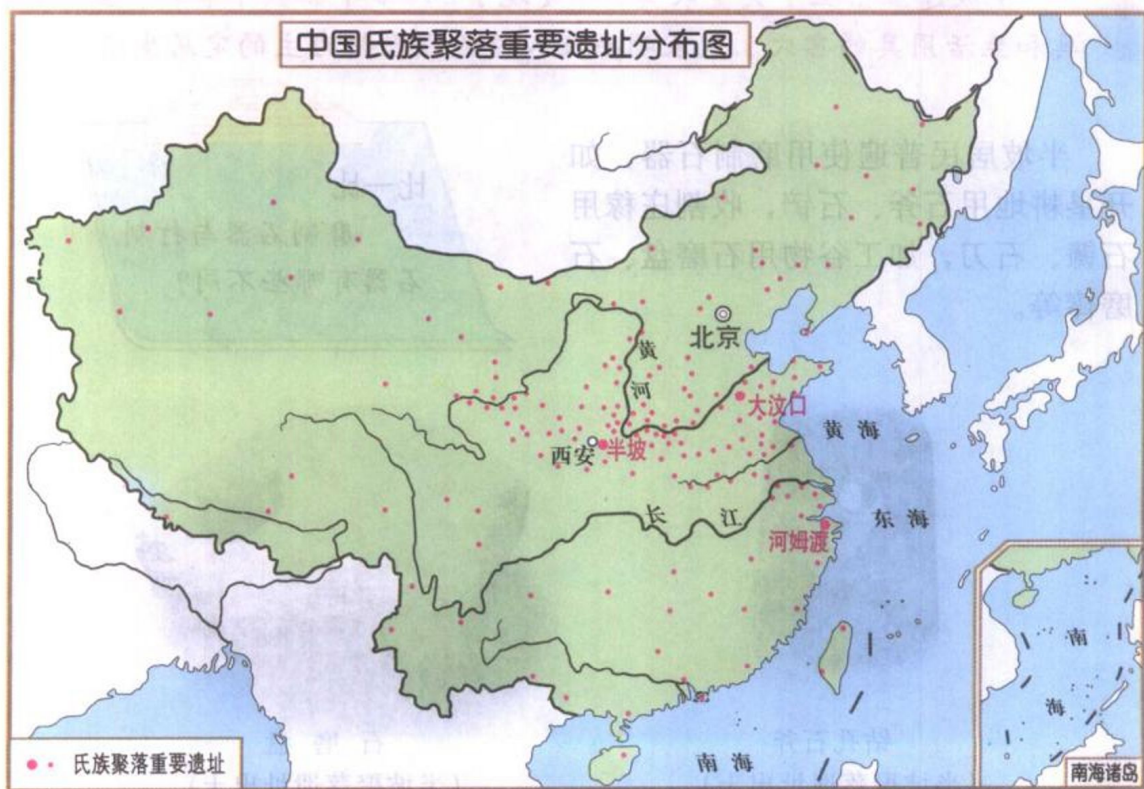 中国氏族聚落重要遗址分布图
北京
黄
河
大汶口
西安
半坡
黄海
长江
东海
河姆渡
南
海
南海
氏族聚落重要遗址
南海诸岛